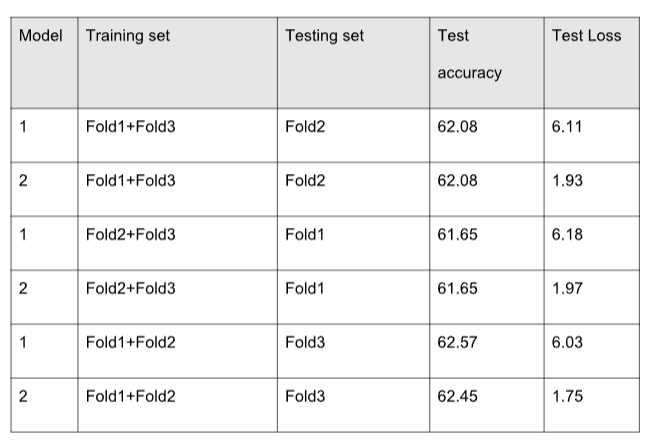 Model Training set Testing set Test accuracy Test Loss
1 Fold1+Fold3 Fold2 62.08 6.11
2 Fold1+Fold3 Fold2 62.08 1.93
1 Fold2+Fold3 Fold1 61.65 6.18
2 Fold2+Fold3 Fold1 61.65 1.97
1 Fold1+Fold2 Fold3 62.57 6.03
2 Fold1+Fold2 Fold3 62.45 1.75